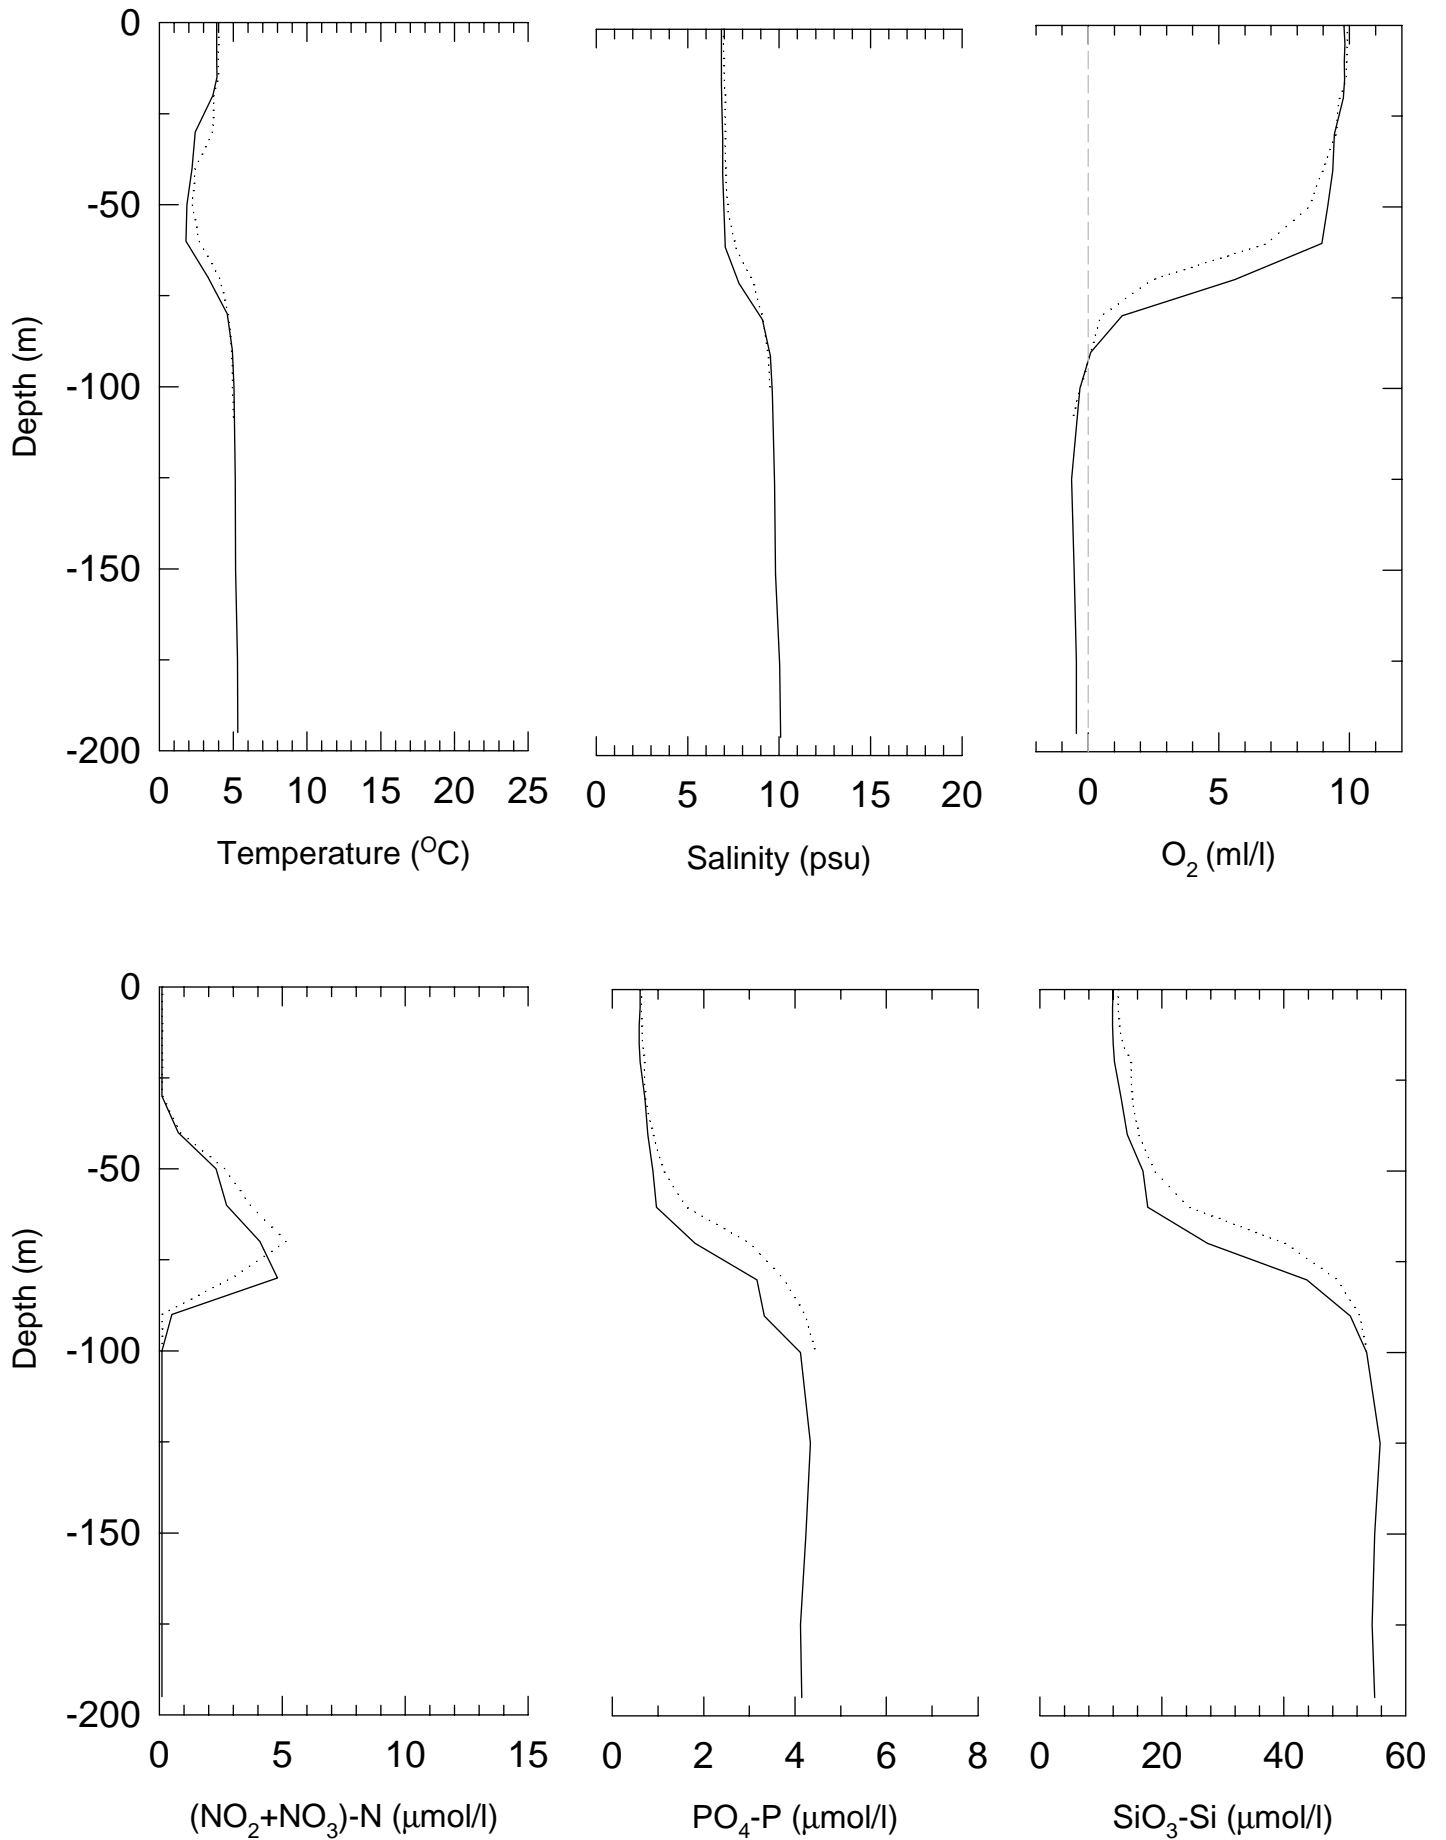 0
-50
-100
-150
-200
Depth (m)
0 5 10 15 20 25
Temperature (°C)
0 5 10 15 20
Salinity (psu)
0 5 10
O₂ (ml/l)
0
-50
-100
-150
-200
Depth (m)
0 5 10 15
(NO₂+NO₃)-N (μmol/l)
0 2 4 6 8
PO₄-P (μmol/l)
0 20 40 60
SiO₃-Si (μmol/l)